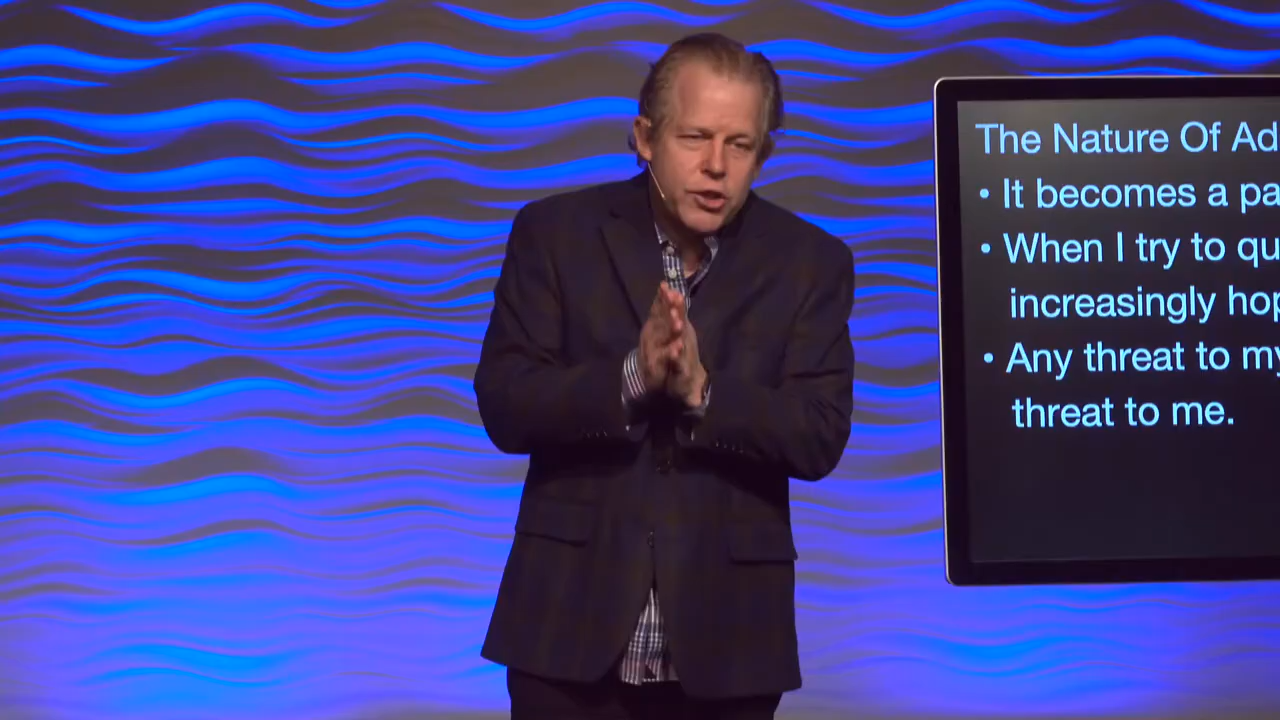 The Nature Of Ad
• It becomes a pa
• When I try to qu
increasingly hop
• Any threat to my
threat to me.